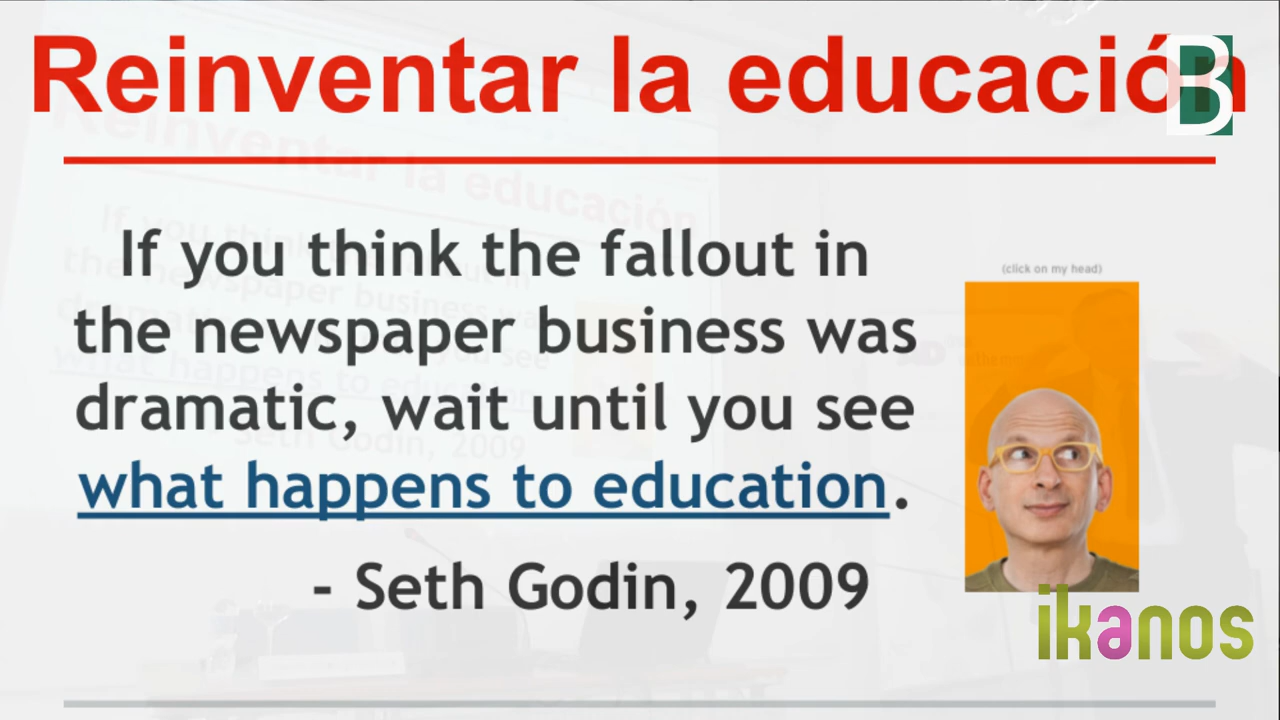 Reinventar la educación
B
If you think the fallout in
the newspaper business was
dramatic, wait until you see
what happens to education.
- Seth Godin, 2009
(click on my head)
ikanos